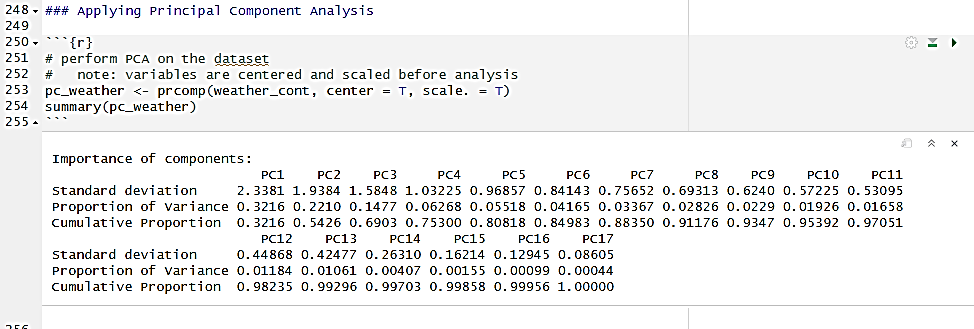 248 ### Applying Principal Component Analysis
249
250 ```{r}
251 # perform PCA on the dataset
252 #   note: variables are centered and scaled before analysis
253 pc_weather <- prcomp(weather_cont, center = T, scale. = T)
254 summary(pc_weather)
255 ```
Importance of components:
PC1 PC2 PC3 PC4 PC5 PC6 PC7 PC8 PC9 PC10 PC11
Standard deviation 2.3381 1.9384 1.5848 1.03225 0.96857 0.84143 0.75652 0.69313 0.6240 0.57225 0.53095
Proportion of Variance 0.3216 0.2210 0.1477 0.06268 0.05518 0.04165 0.03367 0.02826 0.0229 0.01926 0.01658
Cumulative Proportion 0.3216 0.5426 0.6903 0.75300 0.80818 0.84983 0.88350 0.91176 0.9347 0.95392 0.97051
PC12 PC13 PC14 PC15 PC16 PC17
Standard deviation 0.44868 0.42477 0.26310 0.16214 0.12945 0.08605
Proportion of Variance 0.01184 0.01061 0.00407 0.00155 0.00099 0.00044
Cumulative Proportion 0.98235 0.99296 0.99703 0.99858 0.99956 1.00000